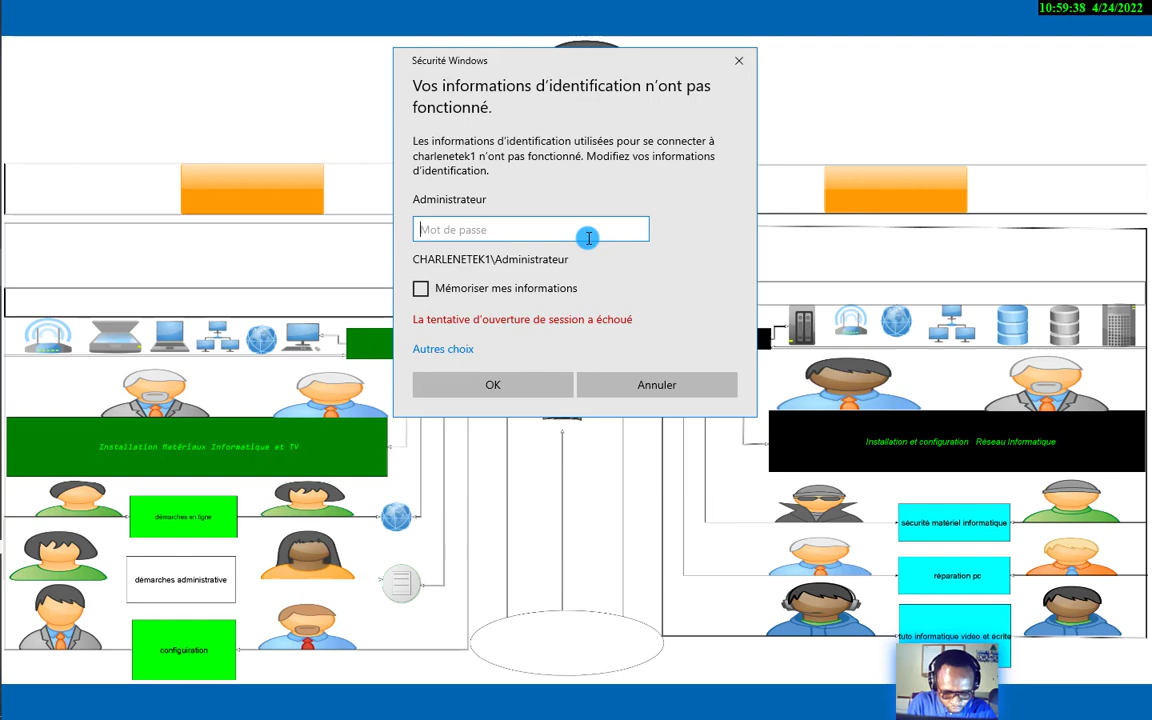 10:59:38 4/24/2022
Sécurité Windows
Vos informations d'identification n'ont pas
fonctionné.
Les informations d'identification utilisées pour se connecter à
charlenetek1 n'ont pas fonctionné. Modifiez vos informations
d'identification.
Administrateur
Mot de passe
CHARLENETEK1\Administrateur
Mémoriser mes informations
La tentative d'ouverture de session a échoué
Autres choix
OK
Annuler
Installation Matériaux Informatique et TV
Installation et configuration Réseau Informatique
démarches en ligne
sécurité matériel informatique
démarches administrative
réparation pc
configuiration
tuto informatique vidéo et écrite